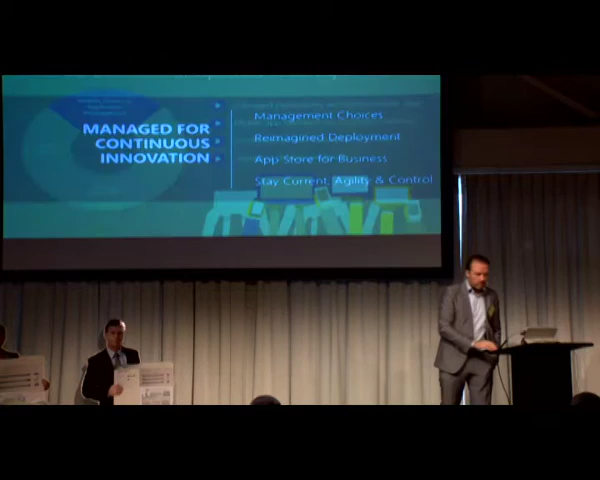 MANAGED FOR
CONTINUOUS
INNOVATION
Management Choices
Reimagined Deployment
App Store for Business
Stay Current, Agility & Control